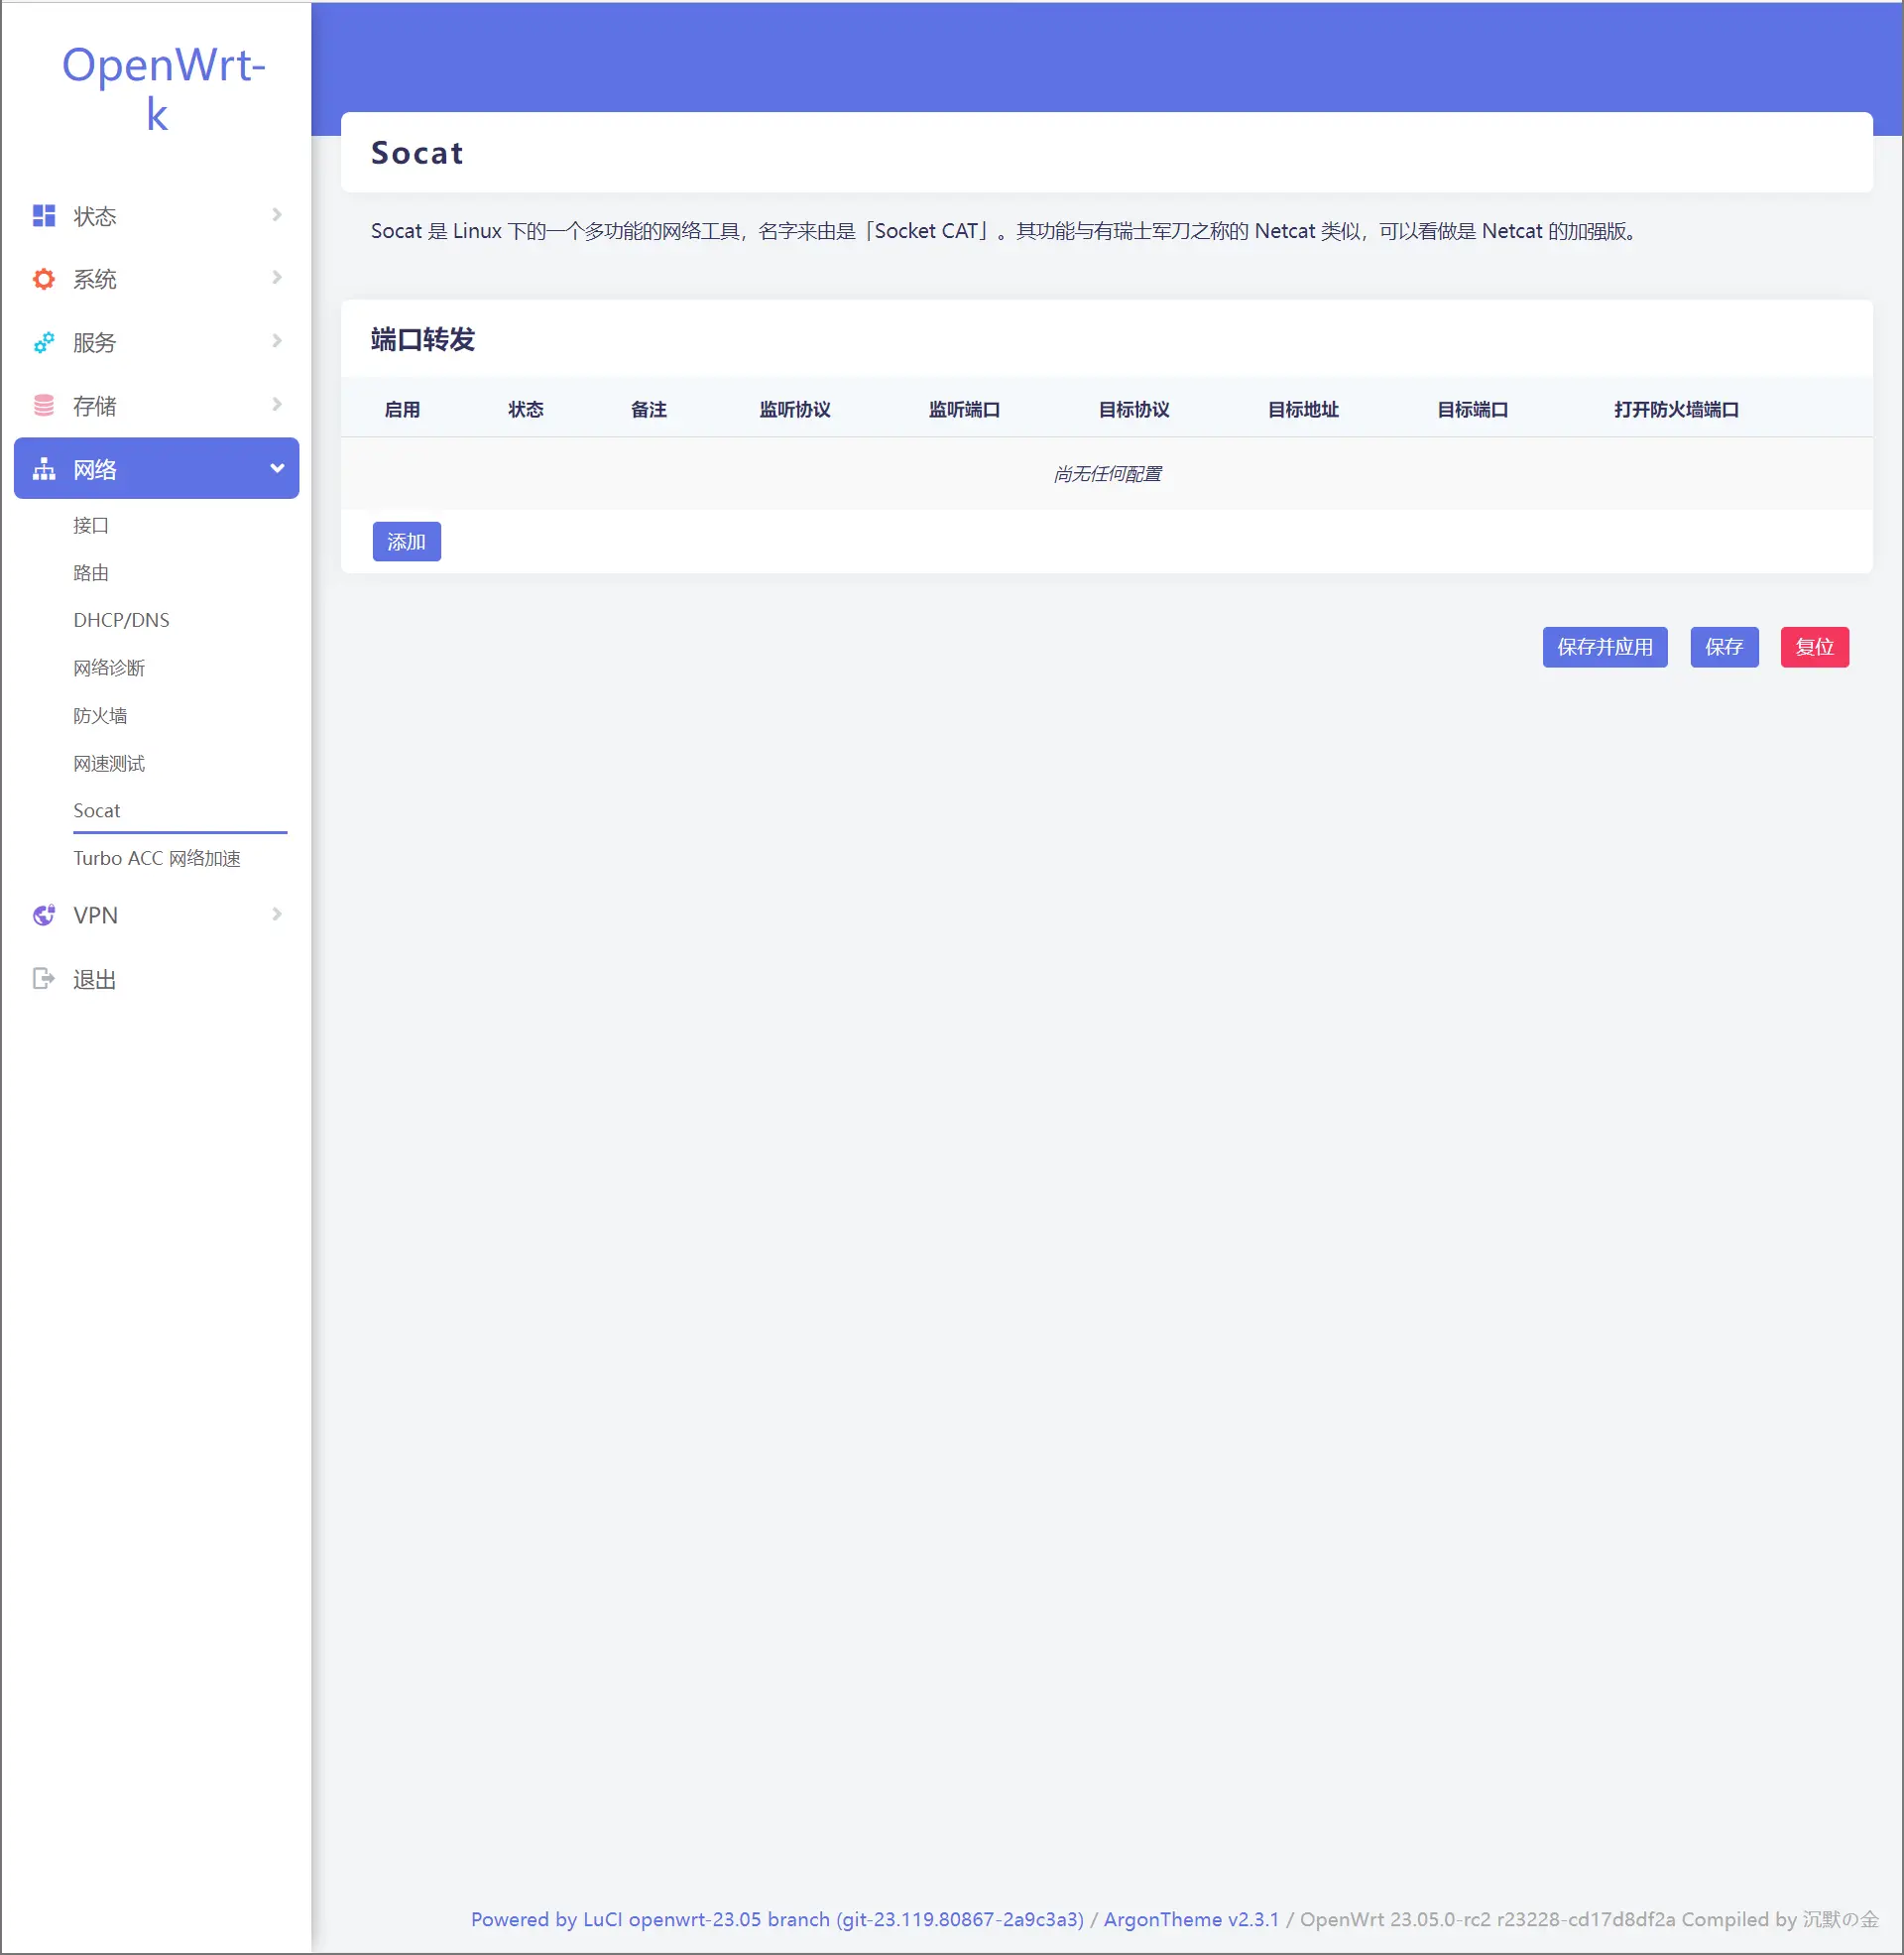 OpenWrt-
k
状态
系统
服务
存储
网络
接口
路由
DHCP/DNS
网络诊断
防火墙
网速测试
Socat
Turbo ACC 网络加速
VPN
退出
Socat
Socat 是 Linux 下的一个多功能的网络工具，名字来由是「Socket CAT」。其功能与有瑞士军刀之称的 Netcat 类似，可以看做是 Netcat 的加强版。
端口转发
启用 状态 备注 监听协议 监听端口 目标协议 目标地址 目标端口 打开防火墙端口
尚无任何配置
添加
保存并应用 保存 复位
Powered by LuCI openwrt-23.05 branch (git-23.119.80867-2a9c3a3) / ArgonTheme v2.3.1 / OpenWrt 23.05.0-rc2 r23228-cd17d8df2a Compiled by 沉默の金